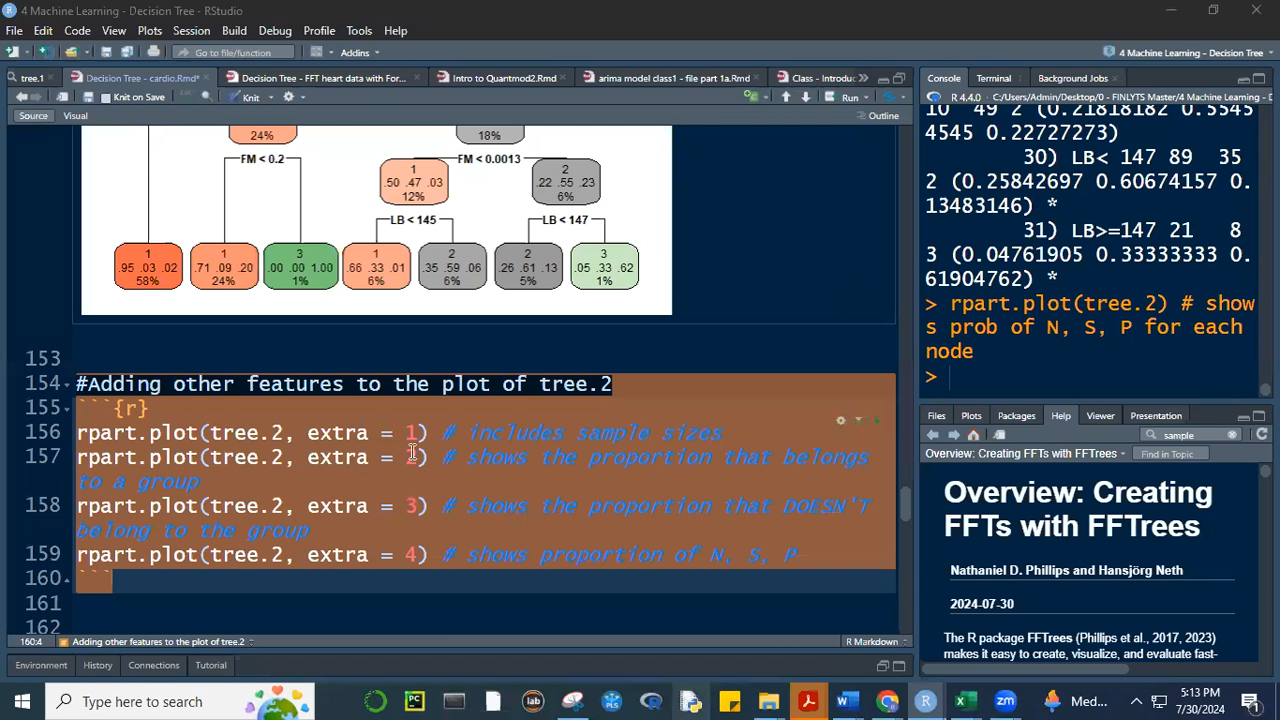 4 Machine Learning - Decision Tree - RStudio
File Edit Code View Plots Session Build Debug Profile Tools Help
Go to file/function
Addins
4 Machine Learning - Decision Tree
tree.1
Decision Tree - cardio.Rmd*
Decision Tree - FFT heart data with For...
Intro to Quantmod2.Rmd
arima model class1 - file part 1a.Rmd
Class - Introduc
Knit on Save
Knit
Run
Source
Visual
Outline
24%
18%
FM < 0.2
FM < 0.0013
1
.50 .47 .03
12%
2
.22 .55 .23
6%
LB < 145
LB < 147
1
.95 .03 .02
58%
1
.71 .09 .20
24%
3
.00 .00 1.00
1%
1
.66 .33 .01
6%
2
.35 .59 .06
6%
2
.26 .61 .13
5%
3
.05 .33 .62
1%
153
154 #Adding other features to the plot of tree.2
155 ```{r}
156 rpart.plot(tree.2, extra = 1) # includes sample sizes
157 rpart.plot(tree.2, extra = 2) # shows the proportion that belongs
to a group
158 rpart.plot(tree.2, extra = 3) # shows the proportion that DOESN'T
belong to the group
159 rpart.plot(tree.2, extra = 4) # shows proportion of N, S, P
160 ```
161
162
160:4
Adding other features to the plot of tree.2
R Markdown
Environment History Connections Tutorial
Console Terminal Background Jobs
R 4.4.0 · C:/Users/Admin/Desktop/0 - FINLYTS Master/4 Machine Learning -
10 49 2 (0.21818182 0.5545
4545 0.22727273)
30) LB< 147 89 35
2 (0.25842697 0.60674157 0.
13483146) *
31) LB>=147 21 8
3 (0.04761905 0.33333333 0.
61904762) *
> rpart.plot(tree.2) # show
s prob of N, S, P for each
node
>
Files Plots Packages Help Viewer Presentation
sample
Overview: Creating FFTs with FFTrees
Find in Topic
Overview: Creating
FFTs with FFTrees
Nathaniel D. Phillips and Hansjörg Neth
2024-07-30
The R package FFTrees (Phillips et al., 2017, 2023)
makes it easy to create, visualize, and evaluate fast-
Type here to search
PC
lab
PLS
R
W
zm
Med...
5:13 PM
7/30/2024